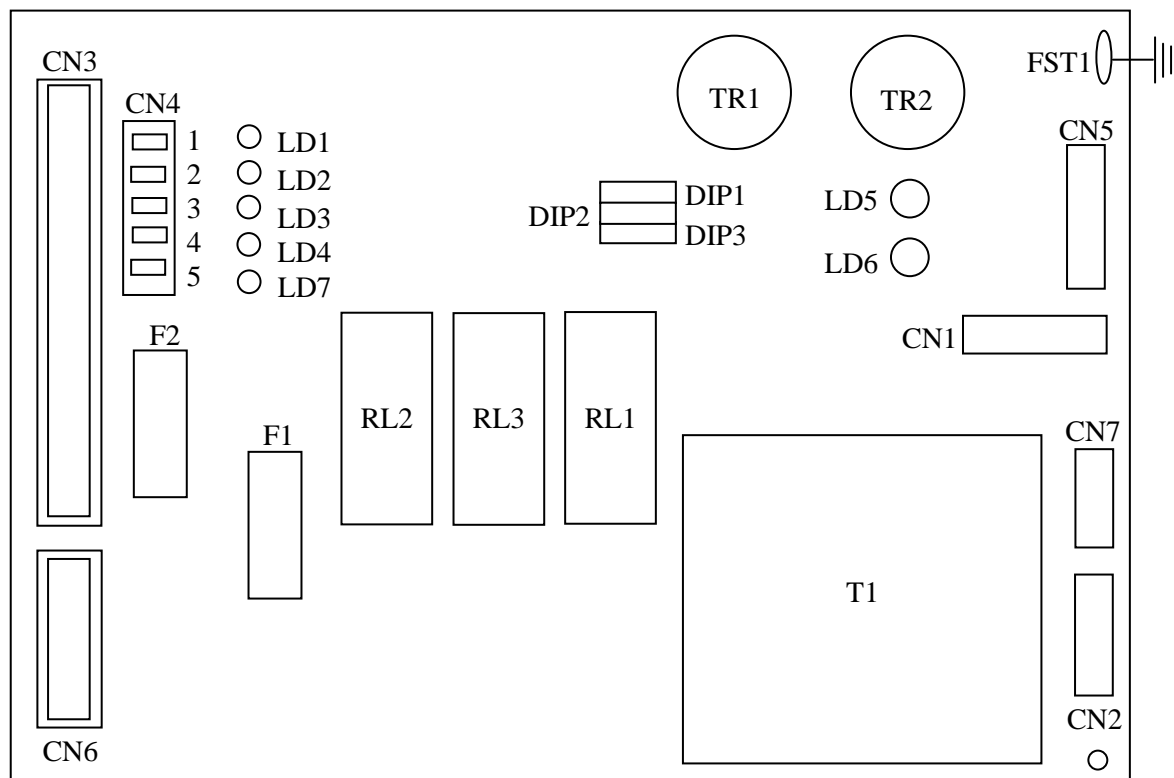 CN3
CN4
1
2
3
4
5
LD1
LD2
LD3
LD4
LD7
TR1
TR2
FST1
CN5
DIP1
DIP2
DIP3
LD5
LD6
CN1
F2
F1
RL2
RL3
RL1
CN7
T1
CN2
CN6